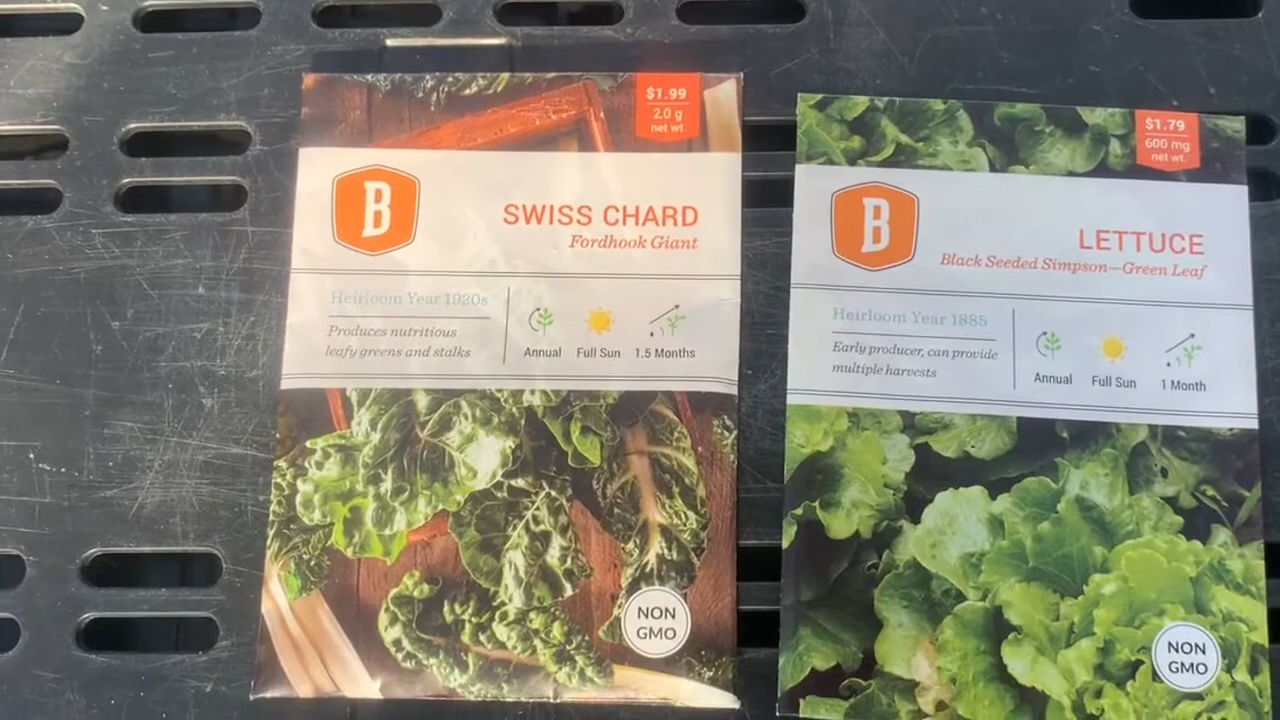 $1.99
2.0 g
net wt.
B
SWISS CHARD
Fordhook Giant
Heirloom Year 1920s
Produces nutritious
leafy greens and stalks
Annual
Full Sun
1.5 Months
NON
GMO
$1.79
600 mg
net wt.
B
LETTUCE
Black Seeded Simpson—Green Leaf
Heirloom Year 1885
Early producer, can provide
multiple harvests
Annual
Full Sun
1 Month
NON
GMO